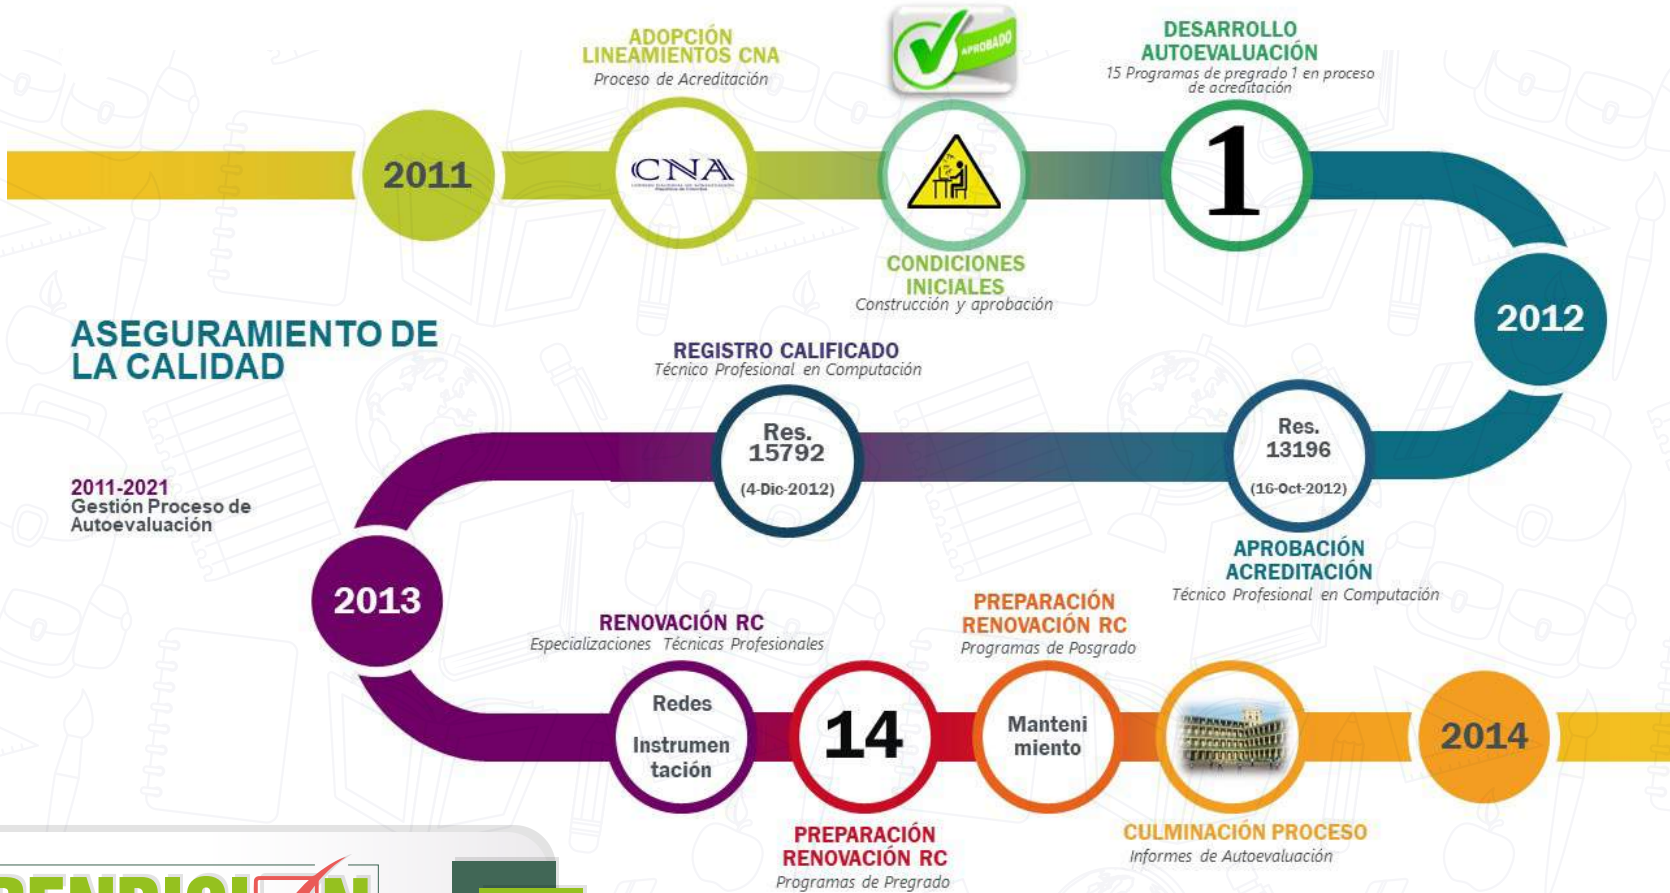 ADOPCIÓN
LINEAMIENTOS CNA
Proceso de Acreditación
APROBADO
DESARROLLO
AUTOEVALUACIÓN
15 Programas de pregrado 1 en proceso
de acreditación
2011
CNA
1
CONDICIONES
INICIALES
Construcción y aprobación
2012
ASEGURAMIENTO DE
LA CALIDAD
REGISTRO CALIFICADO
Técnico Profesional en Computación
Res.
15792
(4-Dic-2012)
Res.
13196
(16-Oct-2012)
APROBACIÓN
ACREDITACIÓN
Técnico Profesional en Computación
2011-2021
Gestión Proceso de
Autoevaluación
2013
RENOVACIÓN RC
Especializaciones Técnicas Profesionales
Redes
Instrumen
tación
14
PREPARACIÓN
RENOVACIÓN RC
Programas de Pregrado
PREPARACIÓN
RENOVACIÓN RC
Programas de Posgrado
Manteni
miento
CULMINACIÓN PROCESO
Informes de Autoevaluación
2014